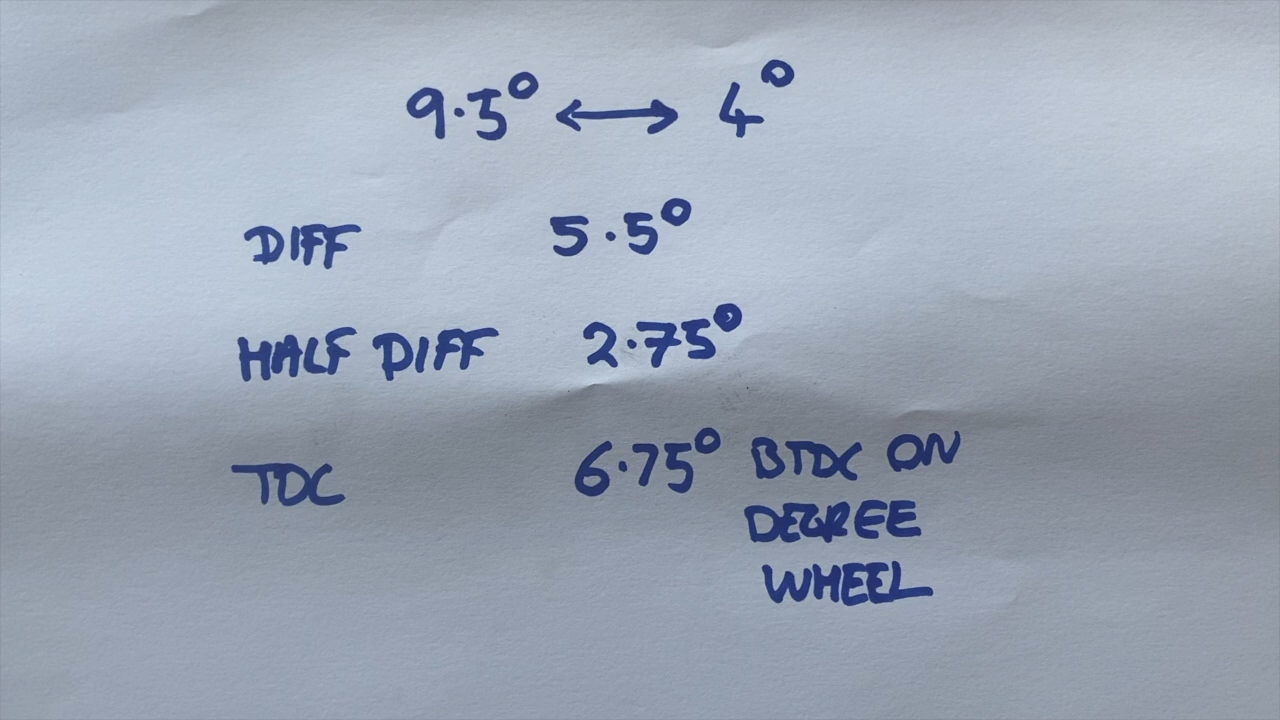 9.5° ↔ 4°
DIFF 5.5°
HALF DIFF 2.75°
TDC 6.75° BTDC ON
DEGREE
WHEEL